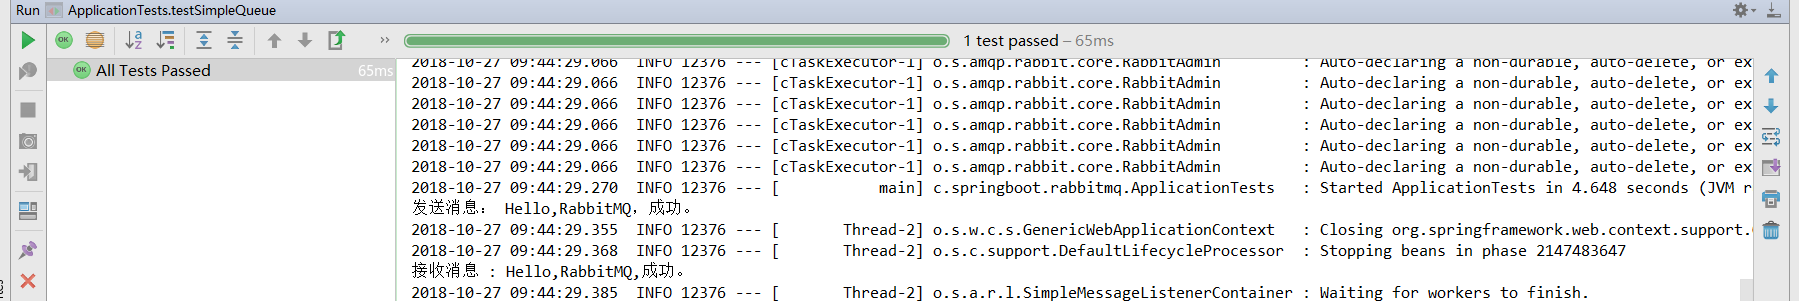 Run ApplicationTests.testSimpleQueue
1 test passed – 65ms
All Tests Passed 65ms
2018-10-27 09:44:29.066  INFO 12376 --- [cTaskExecutor-1] o.s.amqp.rabbit.core.RabbitAdmin         : Auto-declaring a non-durable, auto-delete, or ex
2018-10-27 09:44:29.066  INFO 12376 --- [cTaskExecutor-1] o.s.amqp.rabbit.core.RabbitAdmin         : Auto-declaring a non-durable, auto-delete, or ex
2018-10-27 09:44:29.066  INFO 12376 --- [cTaskExecutor-1] o.s.amqp.rabbit.core.RabbitAdmin         : Auto-declaring a non-durable, auto-delete, or ex
2018-10-27 09:44:29.066  INFO 12376 --- [cTaskExecutor-1] o.s.amqp.rabbit.core.RabbitAdmin         : Auto-declaring a non-durable, auto-delete, or ex
2018-10-27 09:44:29.066  INFO 12376 --- [cTaskExecutor-1] o.s.amqp.rabbit.core.RabbitAdmin         : Auto-declaring a non-durable, auto-delete, or ex
2018-10-27 09:44:29.066  INFO 12376 --- [cTaskExecutor-1] o.s.amqp.rabbit.core.RabbitAdmin         : Auto-declaring a non-durable, auto-delete, or ex
2018-10-27 09:44:29.270  INFO 12376 --- [           main] c.springboot.rabbitmq.ApplicationTests   : Started ApplicationTests in 4.648 seconds (JVM r
发送消息： Hello,RabbitMQ，成功。
2018-10-27 09:44:29.355  INFO 12376 --- [       Thread-2] o.s.w.c.s.GenericWebApplicationContext   : Closing org.springframework.web.context.support.
2018-10-27 09:44:29.368  INFO 12376 --- [       Thread-2] o.s.c.support.DefaultLifecycleProcessor  : Stopping beans in phase 2147483647
接收消息 : Hello,RabbitMQ,成功。
2018-10-27 09:44:29.385  INFO 12376 --- [       Thread-2] o.s.a.r.l.SimpleMessageListenerContainer : Waiting for workers to finish.